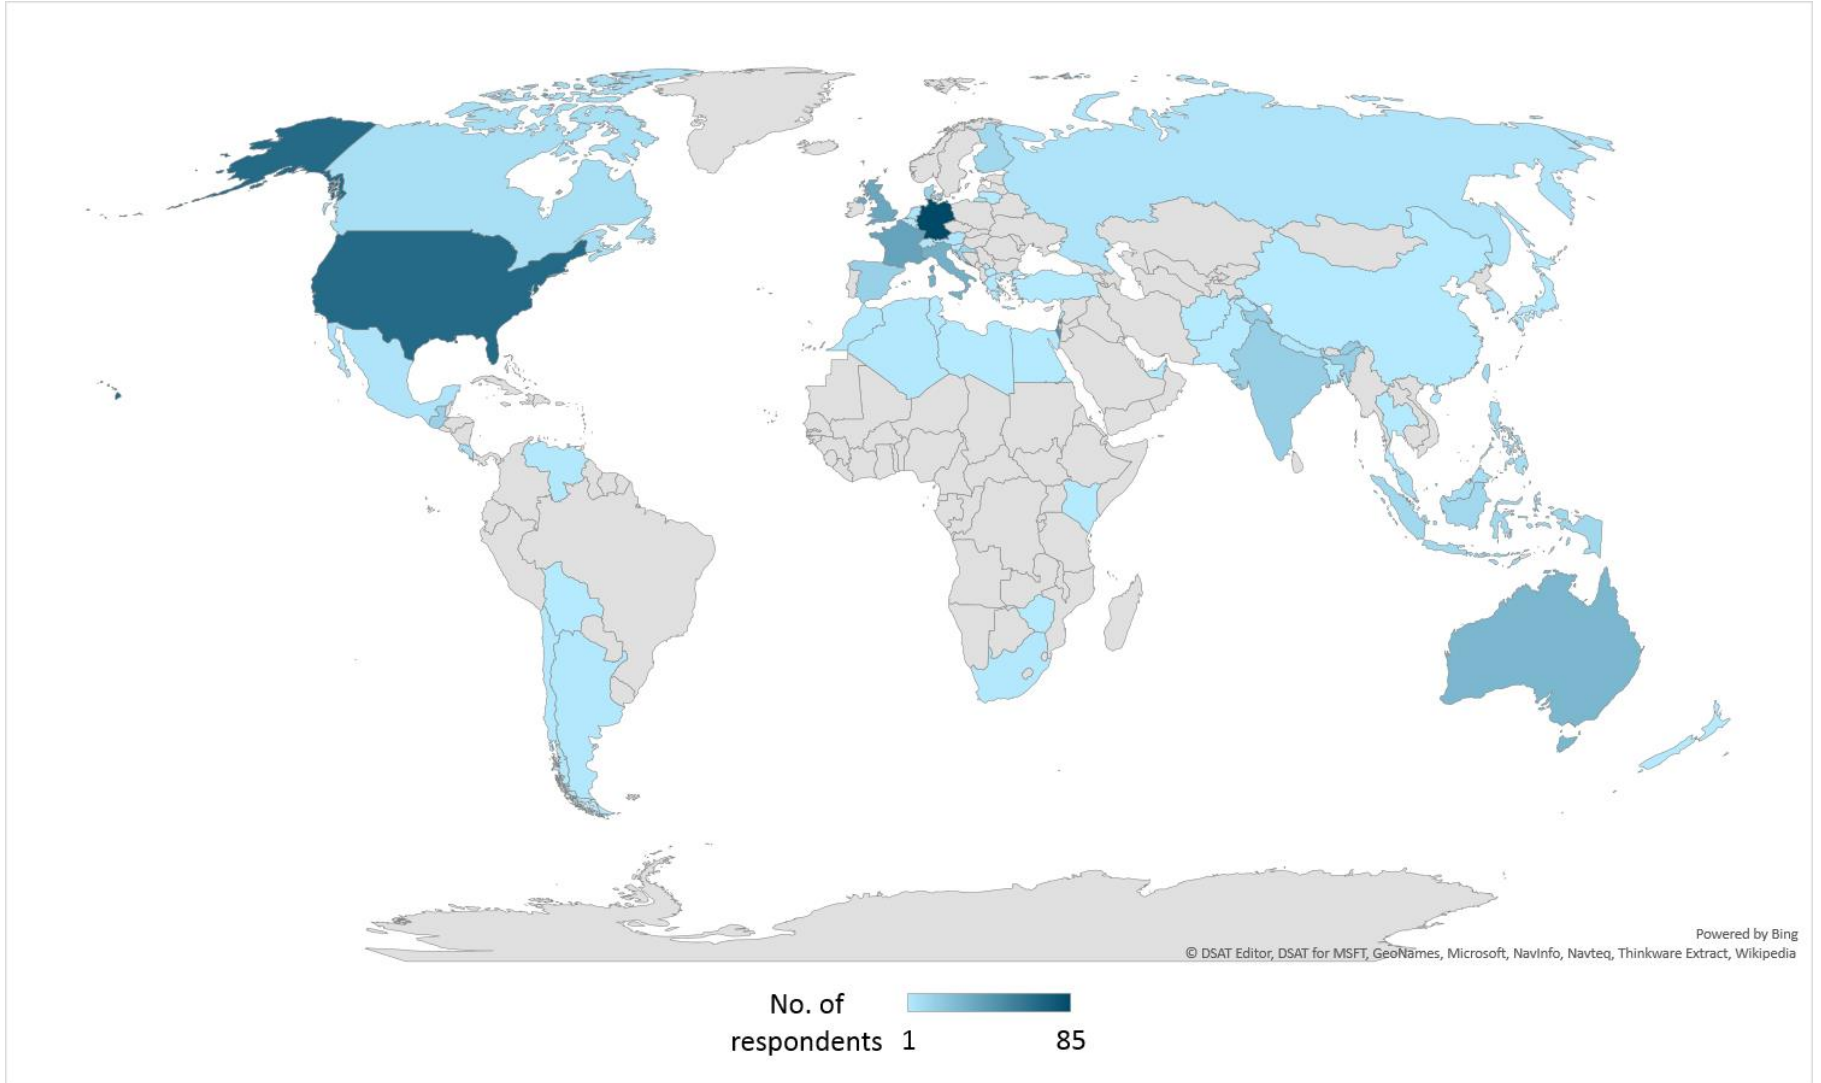 Powered by Bing
© DSAT Editor, DSAT for MSFT, GeoNames, Microsoft, NavInfo, Navteq, Thinkware Extract, Wikipedia
No. of
respondents 1 85